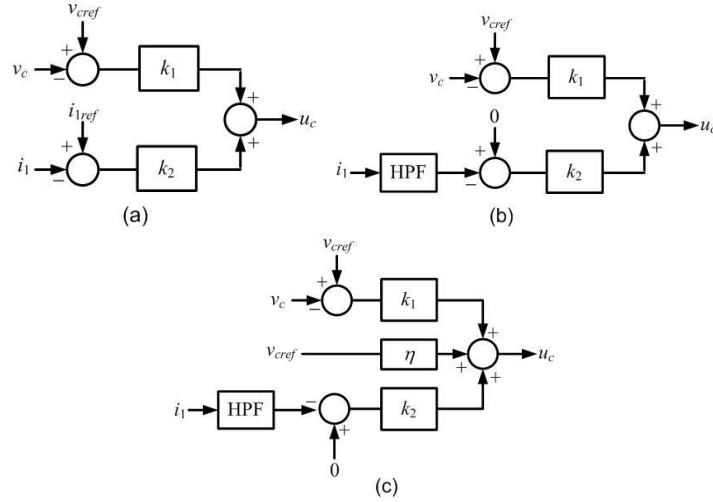 v_cref
+
v_c
−
k_1
i_1ref
+
+
u_c
+
i_1
−
k_2
(a)
v_cref
+
v_c
−
k_1
0
+
+
u_c
+
i_1
HPF
−
k_2
(b)
v_cref
+
v_c
−
k_1
+
v_cref
η
+
u_c
+
i_1
HPF
−
k_2
+
0
(c)